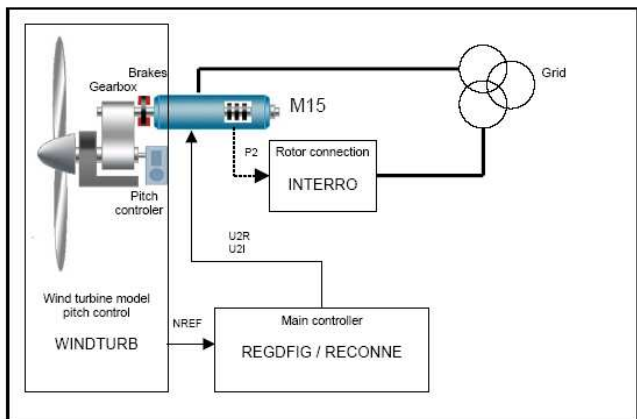 Brakes
Gearbox
M15
Grid
P2
Rotor connection
INTERRO
Pitch
controler
U2R
U2I
Wind turbine model
pitch control
WINDTURB
NREF
Main controller
REGDFIG / RECONNE